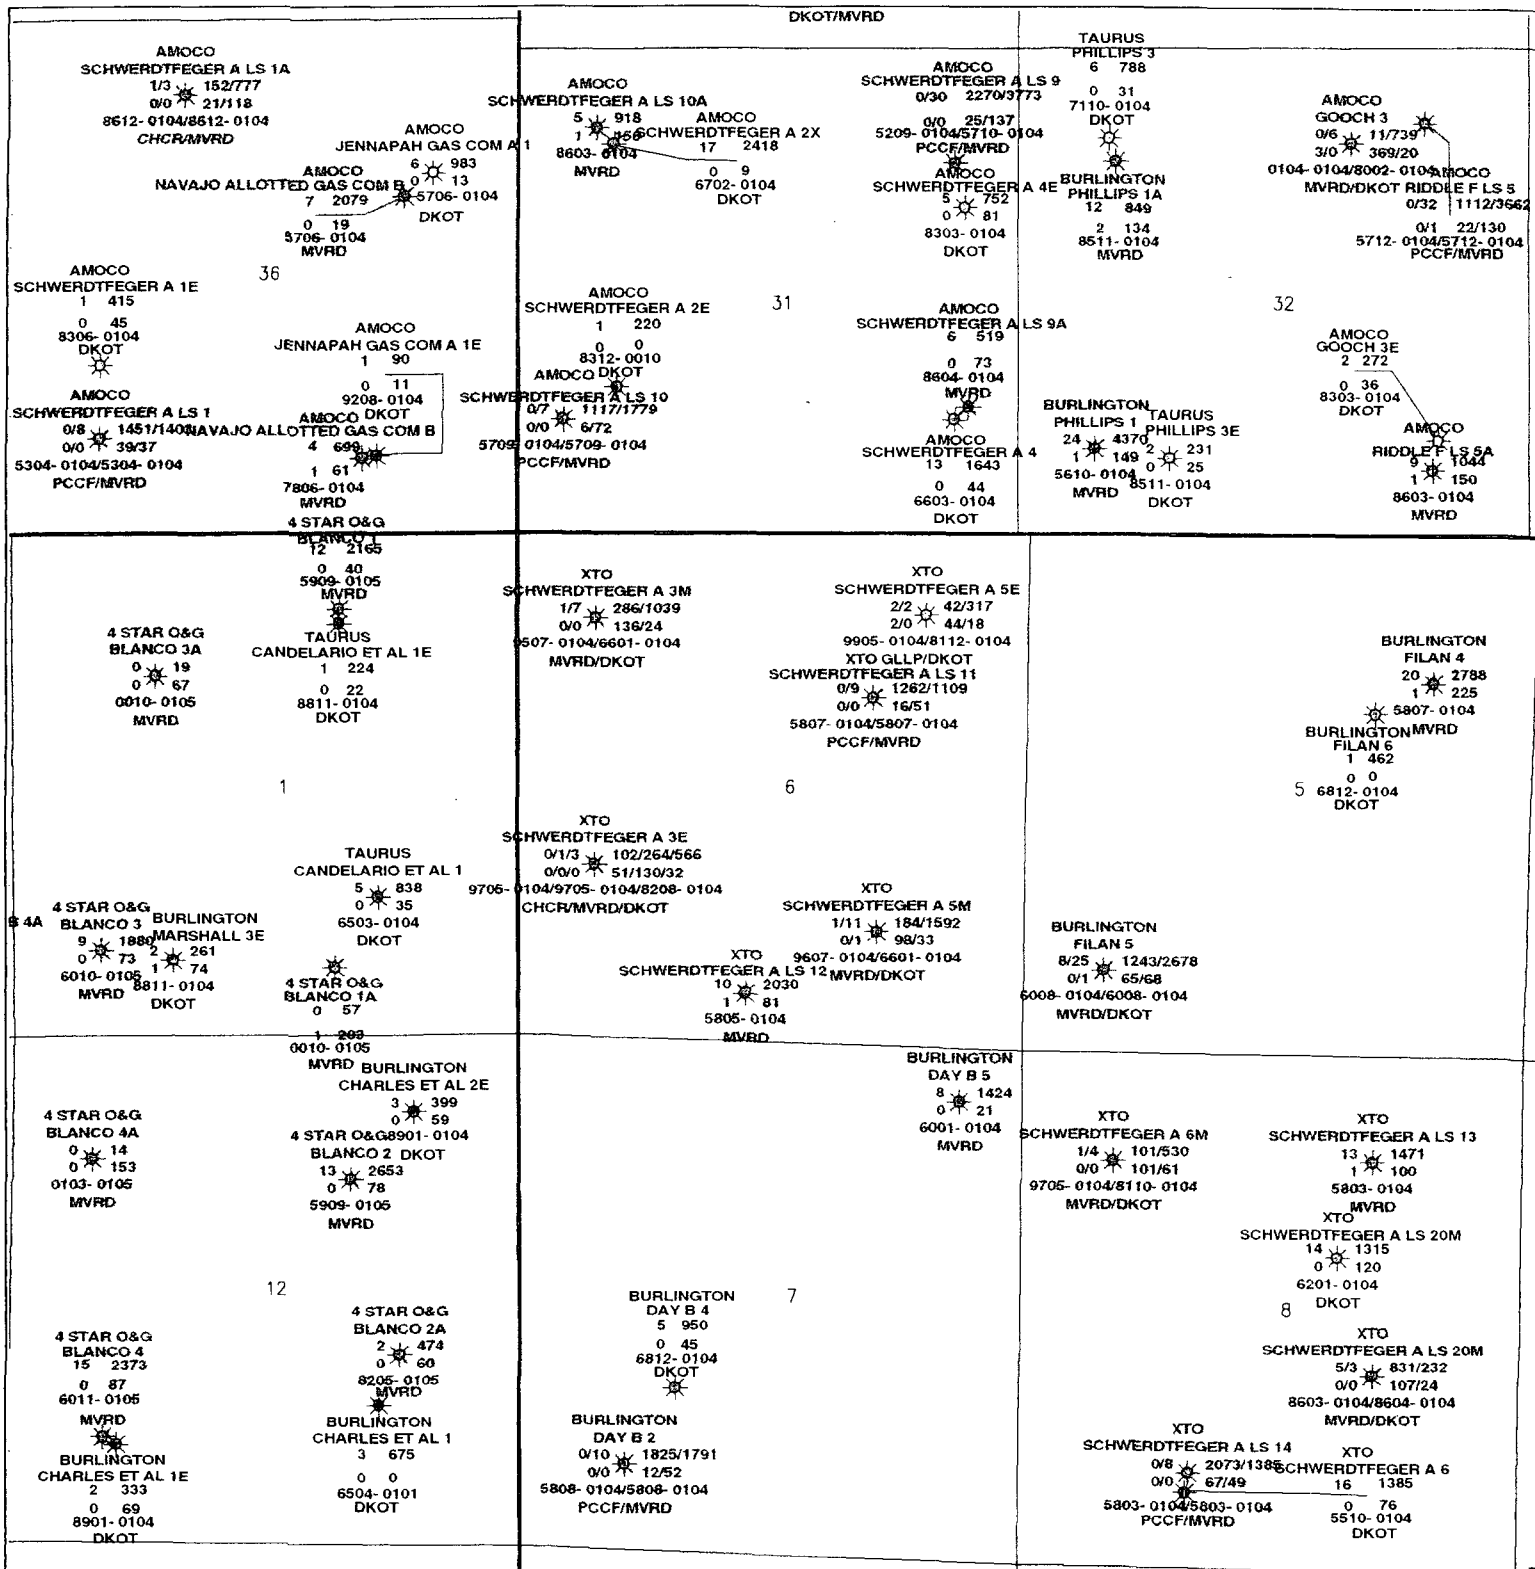 DKOT/MVRD
AMOCO
SCHWERDTFEGER A LS 1A
1/3 152/777
0/0 21/118
8612- 0104/8612- 0104
CHCR/MVRD
AMOCO
JENNAPAH GAS COM A 1
6 983
0 13
5706- 0104
DKOT
AMOCO
NAVAJO ALLOTTED GAS COM B
7 2079
0 19
5706- 0104
MVRD
36
AMOCO
SCHWERDTFEGER A 1E
1 415
0 45
8306- 0104
DKOT
AMOCO
JENNAPAH GAS COM A 1E
1 90
0 11
9208- 0104
DKOT
AMOCO
SCHWERDTFEGER A LS 1
0/8
0/0 39/37
5304- 0104/5304- 0104
PCCF/MVRD
AMOCO
NAVAJO ALLOTTED GAS COM B
4 699
1 61
7806- 0104
MVRD
AMOCO
SCHWERDTFEGER A LS 10A
5 918
1 156
8603- 0104
MVRD
AMOCO
SCHWERDTFEGER A 2X
17 2418
0 9
6702- 0104
DKOT
AMOCO
SCHWERDTFEGER A LS 9
0/30 2270/3773
0/0 25/137
5209- 0104/5710- 0104
PCCF/MVRD
AMOCO
SCHWERDTFEGER A 4E
5 752
0 81
8303- 0104
DKOT
AMOCO
SCHWERDTFEGER A 2E
1 220
0 0
8312- 0010
DKOT
31
AMOCO
SCHWERDTFEGER A LS 10
0/7 1117/1779
0/0 6/72
5709- 0104/5709- 0104
PCCF/MVRD
AMOCO
SCHWERDTFEGER A LS 9A
6 519
0 73
8604- 0104
MVRD
AMOCO
SCHWERDTFEGER A 4
13 1643
0 44
6603- 0104
DKOT
TAURUS
PHILLIPS 3
6 788
0 31
7110- 0104
DKOT
BURLINGTON
PHILLIPS 1A
12 849
2 134
8511- 0104
MVRD
AMOCO
GOOCH 3
0/6 11/739
3/0 369/20
0104- 0104/8002- 0104
MVRD/DKOT
AMOCO
RIDDLE F LS 5
0/32 1112/3662
0/1 22/130
5712- 0104/5712- 0104
PCCF/MVRD
32
AMOCO
GOOCH 3E
2 272
0 36
8303- 0104
DKOT
BURLINGTON
PHILLIPS 1
24 4370
1 149
5610- 0104
MVRD
TAURUS
PHILLIPS 3E
2 231
0 25
8511- 0104
DKOT
AMOCO
RIDDLE F LS 5A
9 1044
1 150
8603- 0104
MVRD
4 STAR O&G
BLANCO 1
12 2165
0 40
5909- 0105
MVRD
TAURUS
CANDELARIO ET AL 1E
1 224
0 22
8811- 0104
DKOT
4 STAR O&G
BLANCO 3A
0 19
0 67
0010- 0105
MVRD
1
TAURUS
CANDELARIO ET AL 1
5 838
0 35
6503- 0104
DKOT
B 4A
4 STAR O&G
BLANCO 3
9 1880
0 73
6010- 0105
MVRD
BURLINGTON
MARSHALL 3E
2 261
1 74
8811- 0104
DKOT
4 STAR O&G
BLANCO 1A
0 57
1 203
0010- 0105
MVRD
XTO
SCHWERDTFEGER A 3M
1/7 286/1039
0/0 136/24
9507- 0104/6601- 0104
MVRD/DKOT
XTO
SCHWERDTFEGER A 5E
2/2 42/317
2/0 44/18
9905- 0104/8112- 0104
GLLP/DKOT
XTO
SCHWERDTFEGER A LS 11
0/9 1262/1109
0/0 16/51
5807- 0104/5807- 0104
PCCF/MVRD
6
XTO
SCHWERDTFEGER A 3E
0/1/3 102/264/566
0/0/0 51/130/32
9705- 0104/9705- 0104/8208- 0104
CHCR/MVRD/DKOT
XTO
SCHWERDTFEGER A 5M
1/11 184/1592
0/1 98/33
9607- 0104/6601- 0104
MVRD/DKOT
XTO
SCHWERDTFEGER A LS 12
10 2030
1 81
5805- 0104
MVRD
BURLINGTON
FILAN 4
20 2788
1 225
5807- 0104
MVRD
BURLINGTON
FILAN 6
1 462
0 0
6812- 0104
DKOT
5
BURLINGTON
FILAN 5
8/25 1243/2678
0/1 65/68
6008- 0104/6008- 0104
MVRD/DKOT
BURLINGTON
CHARLES ET AL 2E
3 399
0 59
8901- 0104
DKOT
4 STAR O&G
BLANCO 4A
0 14
0 153
0103- 0105
MVRD
4 STAR O&G
BLANCO 2
13 2653
0 78
5909- 0105
MVRD
12
4 STAR O&G
BLANCO 4
15 2373
0 87
6011- 0105
MVRD
4 STAR O&G
BLANCO 2A
2 474
0 60
8205- 0105
MVRD
BURLINGTON
CHARLES ET AL 1E
2 333
0 69
8901- 0104
DKOT
BURLINGTON
CHARLES ET AL 1
3 675
0 0
6504- 0101
DKOT
BURLINGTON
DAY B 5
8 1424
0 21
6001- 0104
MVRD
7
BURLINGTON
DAY B 4
5 950
0 45
6812- 0104
DKOT
BURLINGTON
DAY B 2
0/10 1825/1791
0/0 12/52
5808- 0104/5808- 0104
PCCF/MVRD
XTO
SCHWERDTFEGER A 6M
1/4 101/530
0/0 101/61
9705- 0104/8110- 0104
MVRD/DKOT
XTO
SCHWERDTFEGER A LS 13
13 1471
1 100
5803- 0104
MVRD
XTO
SCHWERDTFEGER A LS 20M
14 1315
0 120
6201- 0104
DKOT
8
XTO
SCHWERDTFEGER A LS 20M
5/3 831/232
0/0 107/24
8603- 0104/8604- 0104
MVRD/DKOT
XTO
SCHWERDTFEGER A LS 14
0/8 2073/1385
0/0 67/49
5803- 0104/5803- 0104
PCCF/MVRD
XTO
SCHWERDTFEGER A 6
16 1385
0 76
5510- 0104
DKOT